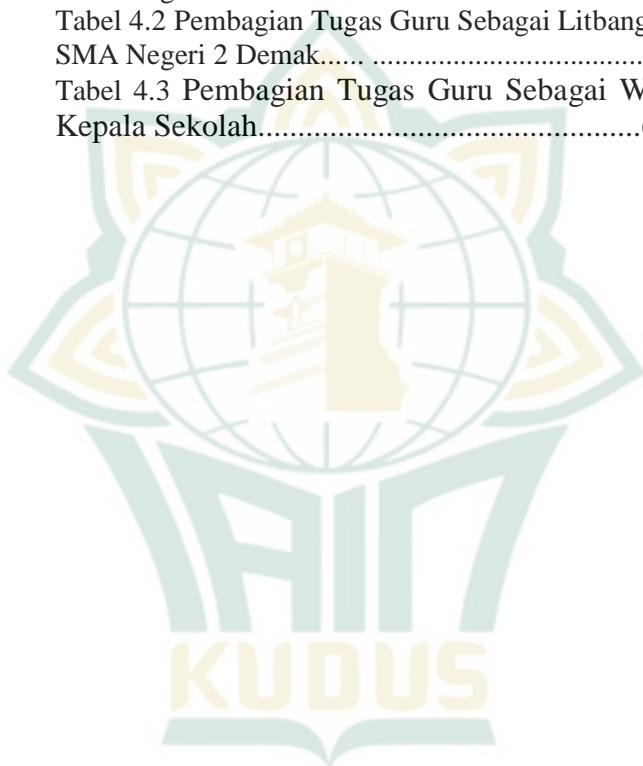 Tabel 4.2 Pembagian Tugas Guru Sebagai Litbang
SMA Negeri 2 Demak...... ..................................
Tabel 4.3 Pembagian Tugas Guru Sebagai W
Kepala Sekolah...............................................
IAIN
KUDUS